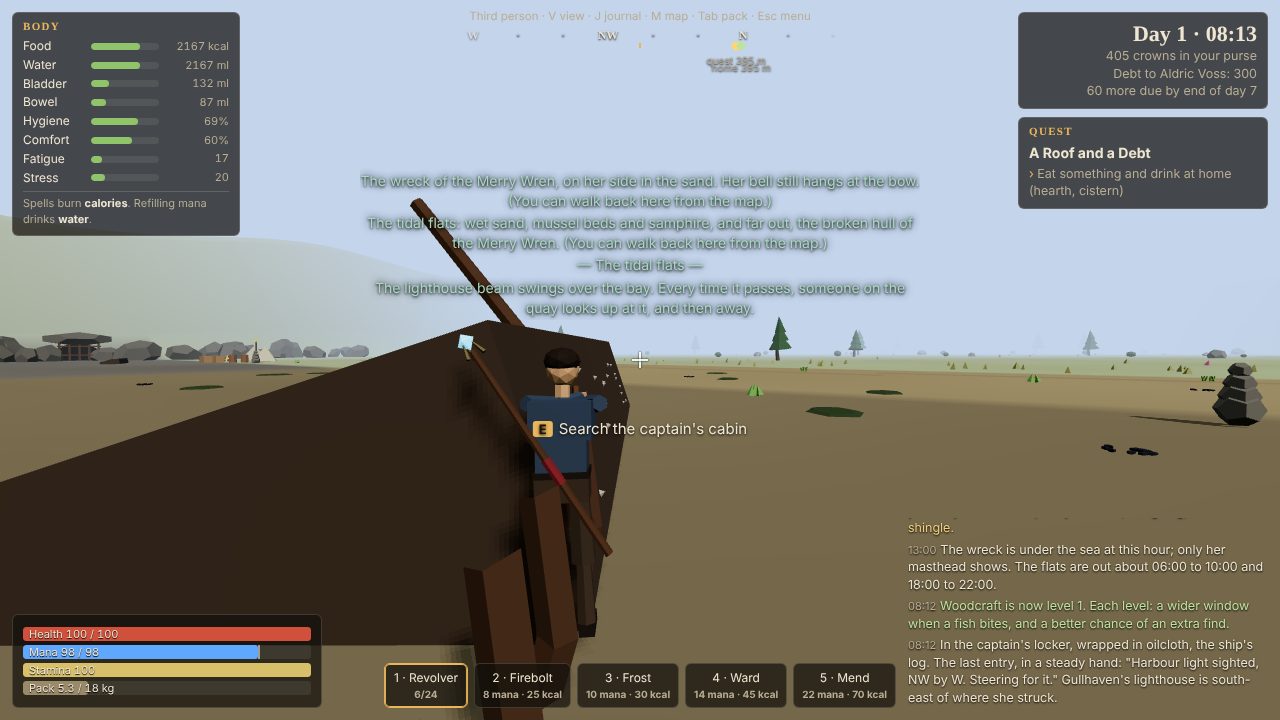 BODY
Food 2167 kcal
Water 2167 ml
Bladder 132 ml
Bowel 87 ml
Hygiene 69%
Comfort 60%
Fatigue 17
Stress 20
Spells burn calories. Refilling mana
drinks water.
Third person · V view · J journal · M map · Tab pack · Esc menu
W NW N
home 285 m
Day 1 · 08:13
405 crowns in your purse
Debt to Aldric Voss: 300
60 more due by end of day 7
QUEST
A Roof and a Debt
› Eat something and drink at home
(hearth, cistern)
The wreck of the Merry Wren, on her side in the sand. Her bell still hangs at the bow.
(You can walk back here from the map.)
The tidal flats: wet sand, mussel beds and samphire, and far out, the broken hull of
the Merry Wren. (You can walk back here from the map.)
— The tidal flats —
The lighthouse beam swings over the bay. Every time it passes, someone on the
quay looks up at it, and then away.
E Search the captain's cabin
shingle.
13:00 The wreck is under the sea at this hour; only her
masthead shows. The flats are out about 06:00 to 10:00 and
18:00 to 22:00.
08:12 Woodcraft is now level 1. Each level: a wider window
when a fish bites, and a better chance of an extra find.
08:12 In the captain's locker, wrapped in oilcloth, the ship's
log. The last entry, in a steady hand: "Harbour light sighted,
NW by W. Steering for it." Gullhaven's lighthouse is south-
east of where she struck.
Health 100 / 100
Mana 98 / 98
Stamina 100
Pack 5.3 / 18 kg
1 · Revolver
6/24
2 · Firebolt
8 mana · 25 kcal
3 · Frost
10 mana · 30 kcal
4 · Ward
14 mana · 45 kcal
5 · Mend
22 mana · 70 kcal